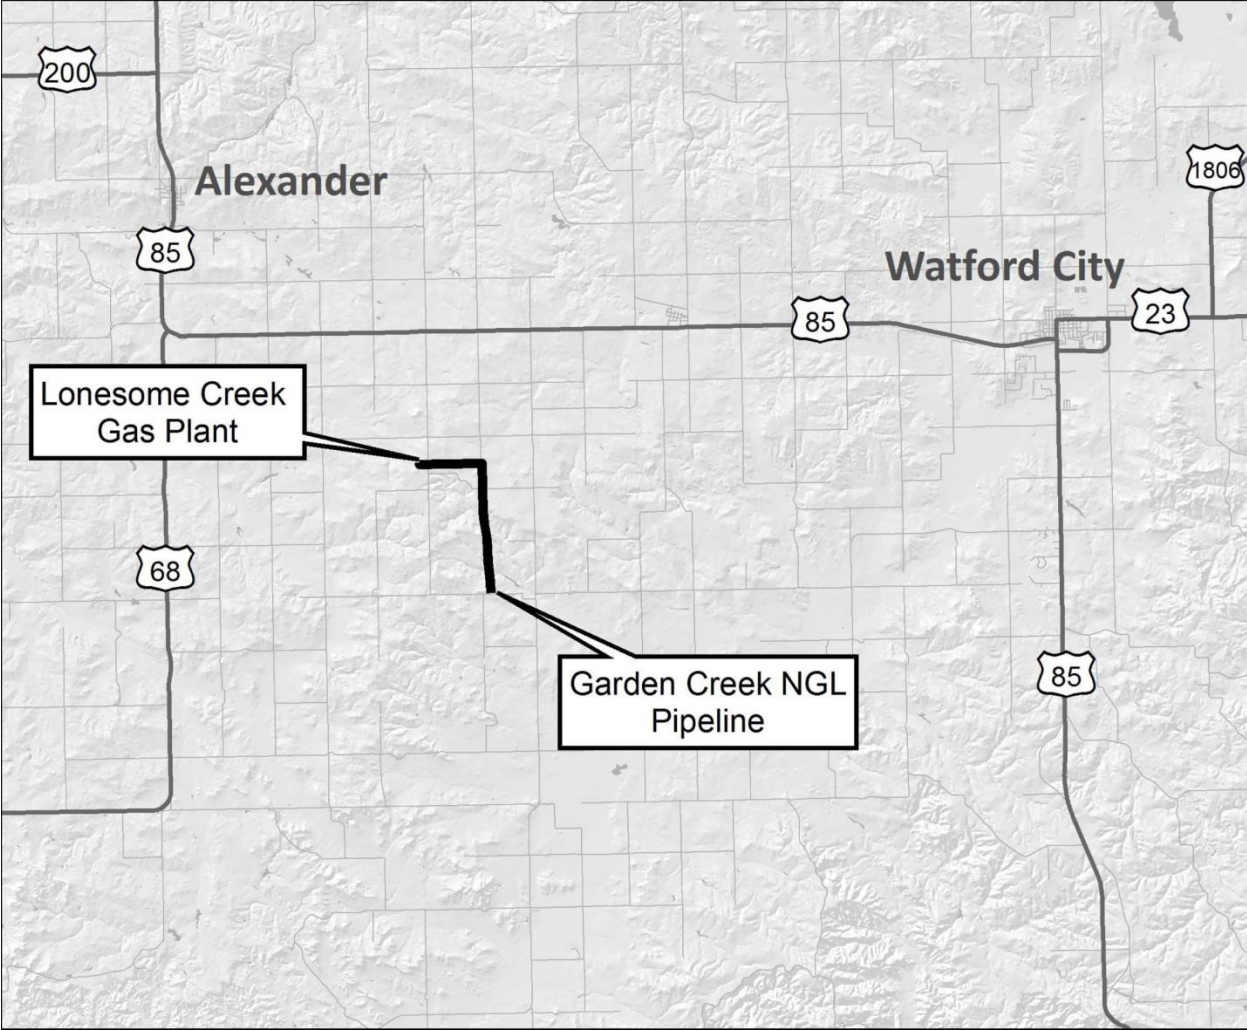 200
Alexander
1806
85
Watford City
85
23
Lonesome Creek
Gas Plant
68
85
Garden Creek NGL
Pipeline